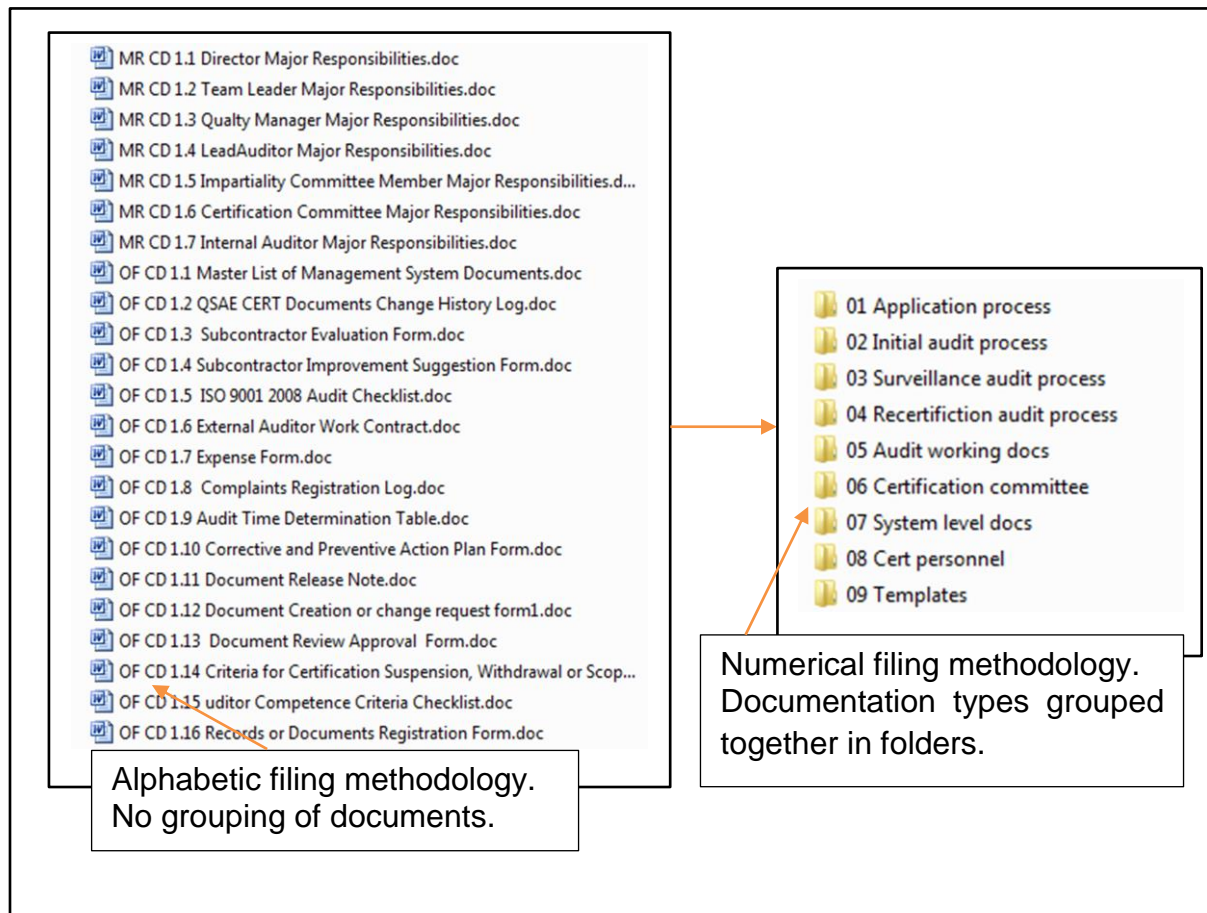 MR CD 1.1 Director Major Responsibilities.doc
MR CD 1.2 Team Leader Major Responsibilities.doc
MR CD 1.3 Qualty Manager Major Responsibilities.doc
MR CD 1.4 LeadAuditor Major Responsibilities.doc
MR CD 1.5 Impartiality Committee Member Major Responsibilities.d...
MR CD 1.6 Certification Committee Major Responsibilities.doc
MR CD 1.7 Internal Auditor Major Responsibilities.doc
OF CD 1.1 Master List of Management System Documents.doc
OF CD 1.2 QSAE CERT Documents Change History Log.doc
OF CD 1.3  Subcontractor Evaluation Form.doc
OF CD 1.4 Subcontractor Improvement Suggestion Form.doc
OF CD 1.5  ISO 9001 2008 Audit Checklist.doc
OF CD 1.6 External Auditor Work Contract.doc
OF CD 1.7 Expense Form.doc
OF CD 1.8  Complaints Registration Log.doc
OF CD 1.9 Audit Time Determination Table.doc
OF CD 1.10 Corrective and Preventive Action Plan Form.doc
OF CD 1.11 Document Release Note.doc
OF CD 1.12 Document Creation or change request form1.doc
OF CD 1.13  Document Review Approval  Form.doc
OF CD 1.14 Criteria for Certification Suspension, Withdrawal or Scop...
OF CD 1.15 uditor Competence Criteria Checklist.doc
OF CD 1.16 Records or Documents Registration Form.doc
Alphabetic filing methodology.
No grouping of documents.
01 Application process
02 Initial audit process
03 Surveillance audit process
04 Recertifiction audit process
05 Audit working docs
06 Certification committee
07 System level docs
08 Cert personnel
09 Templates
Numerical filing methodology.
Documentation types grouped
together in folders.